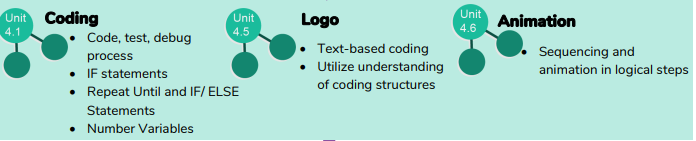 Unit
4.1
Coding
• Code, test, debug
process
• IF statements
• Repeat Until and IF/ ELSE
Statements
• Number Variables
Unit
4.5
Logo
• Text-based coding
• Utilize understanding
of coding structures
Unit
4.6
Animation
• Sequencing and
animation in logical steps